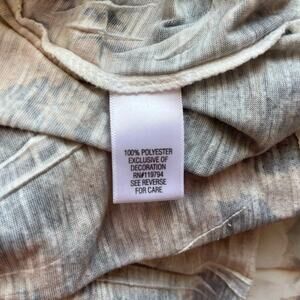 100% POLYESTER
EXCLUSIVE OF
DECORATION
RN#119794
SEE REVERSE
FOR CARE